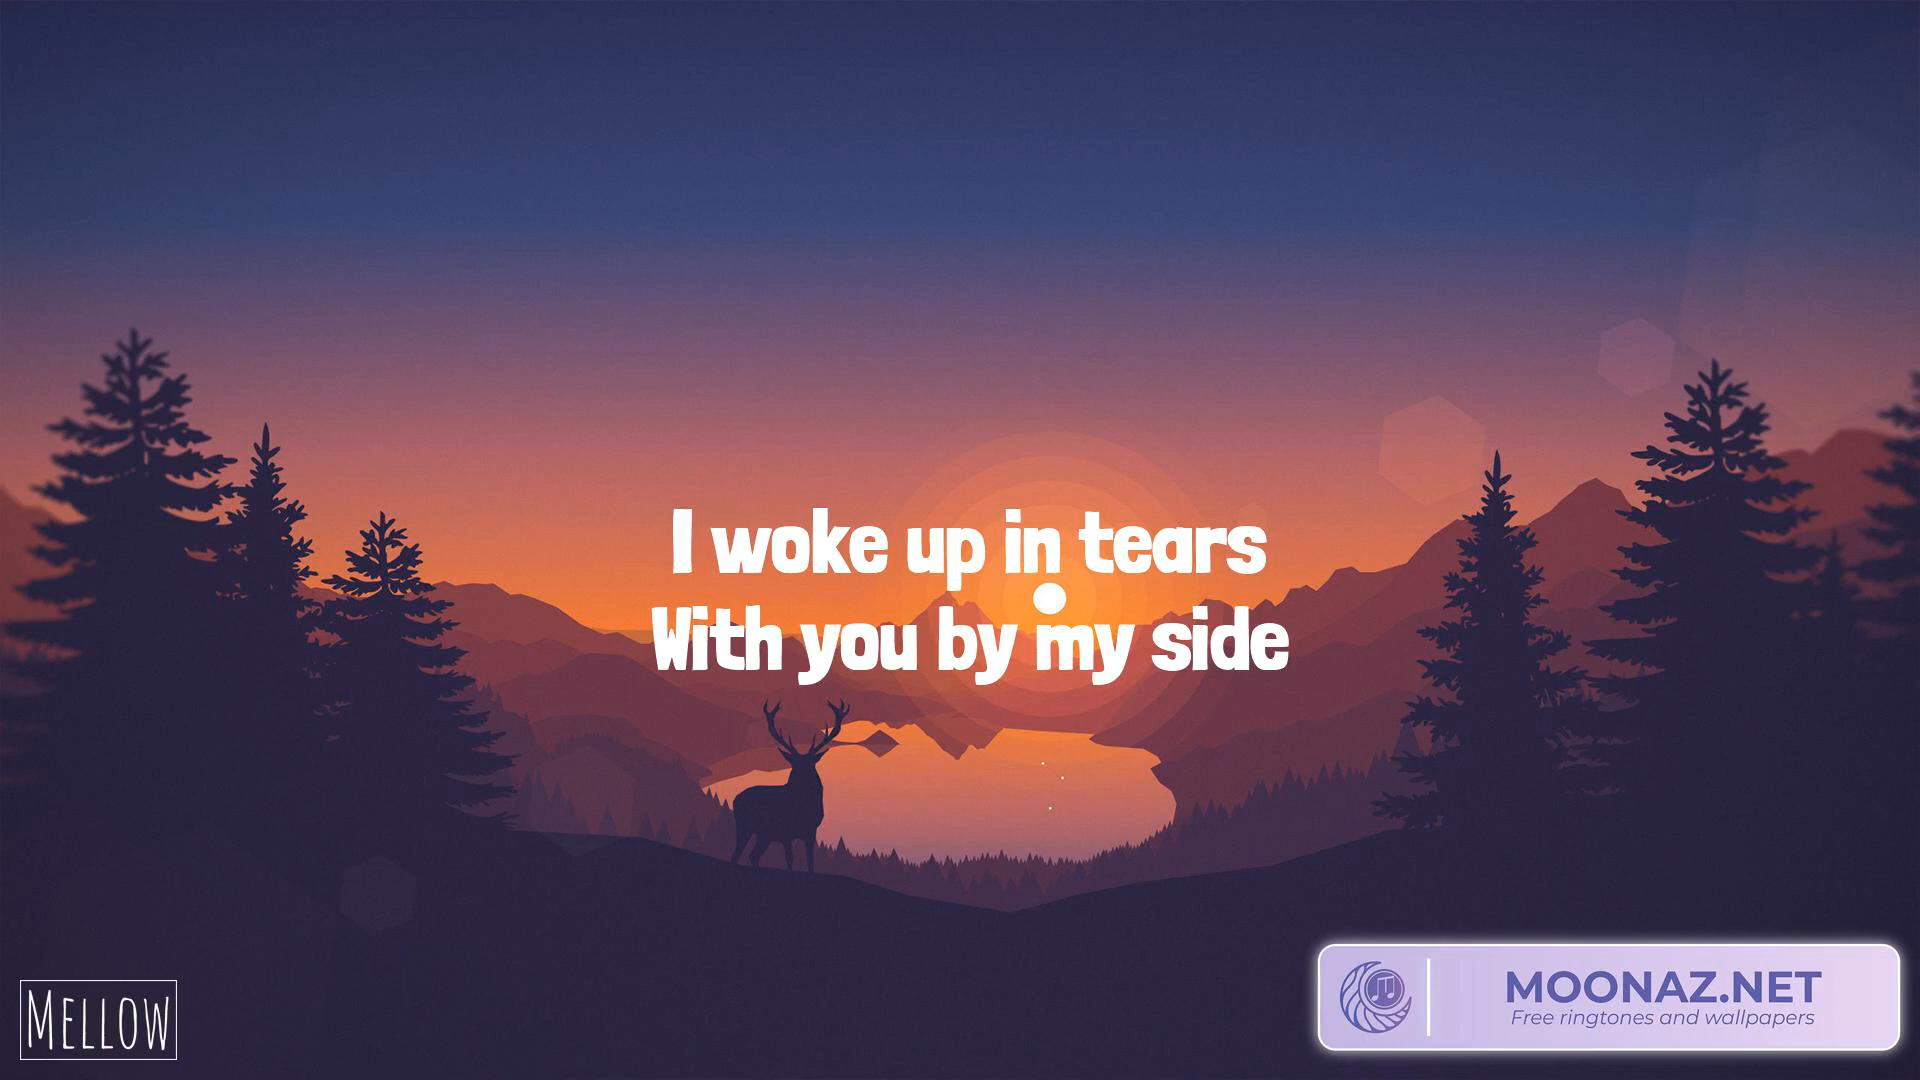 I woke up in tears
With you by my side
MELLOW
MOONAZ.NET
Free ringtones and wallpapers